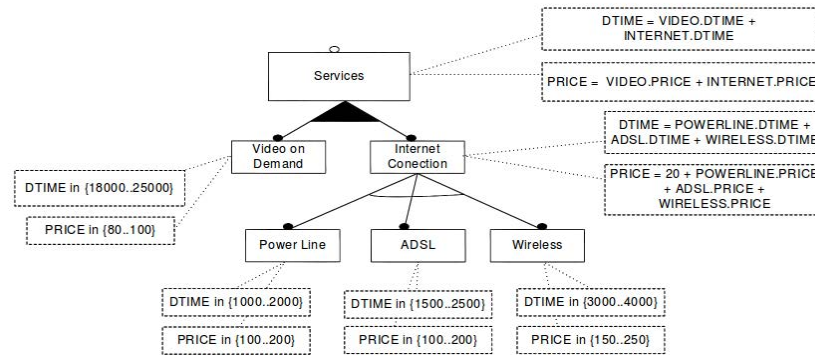 DTIME = VIDEO.DTIME +
INTERNET.DTIME
Services
PRICE = VIDEO.PRICE + INTERNET.PRICE
DTIME = POWERLINE.DTIME +
ADSL.DTIME + WIRELESS.DTIME
Video on
Demand
Internet
Conection
DTIME in {18000..25000}
PRICE = 20 + POWERLINE.PRICE
+ ADSL.PRICE +
WIRELESS.PRICE
PRICE in {80..100}
Power Line
ADSL
Wireless
DTIME in {1000..2000}
DTIME in {1500..2500}
DTIME in {3000..4000}
PRICE in {100..200}
PRICE in {100..200}
PRICE in {150..250}